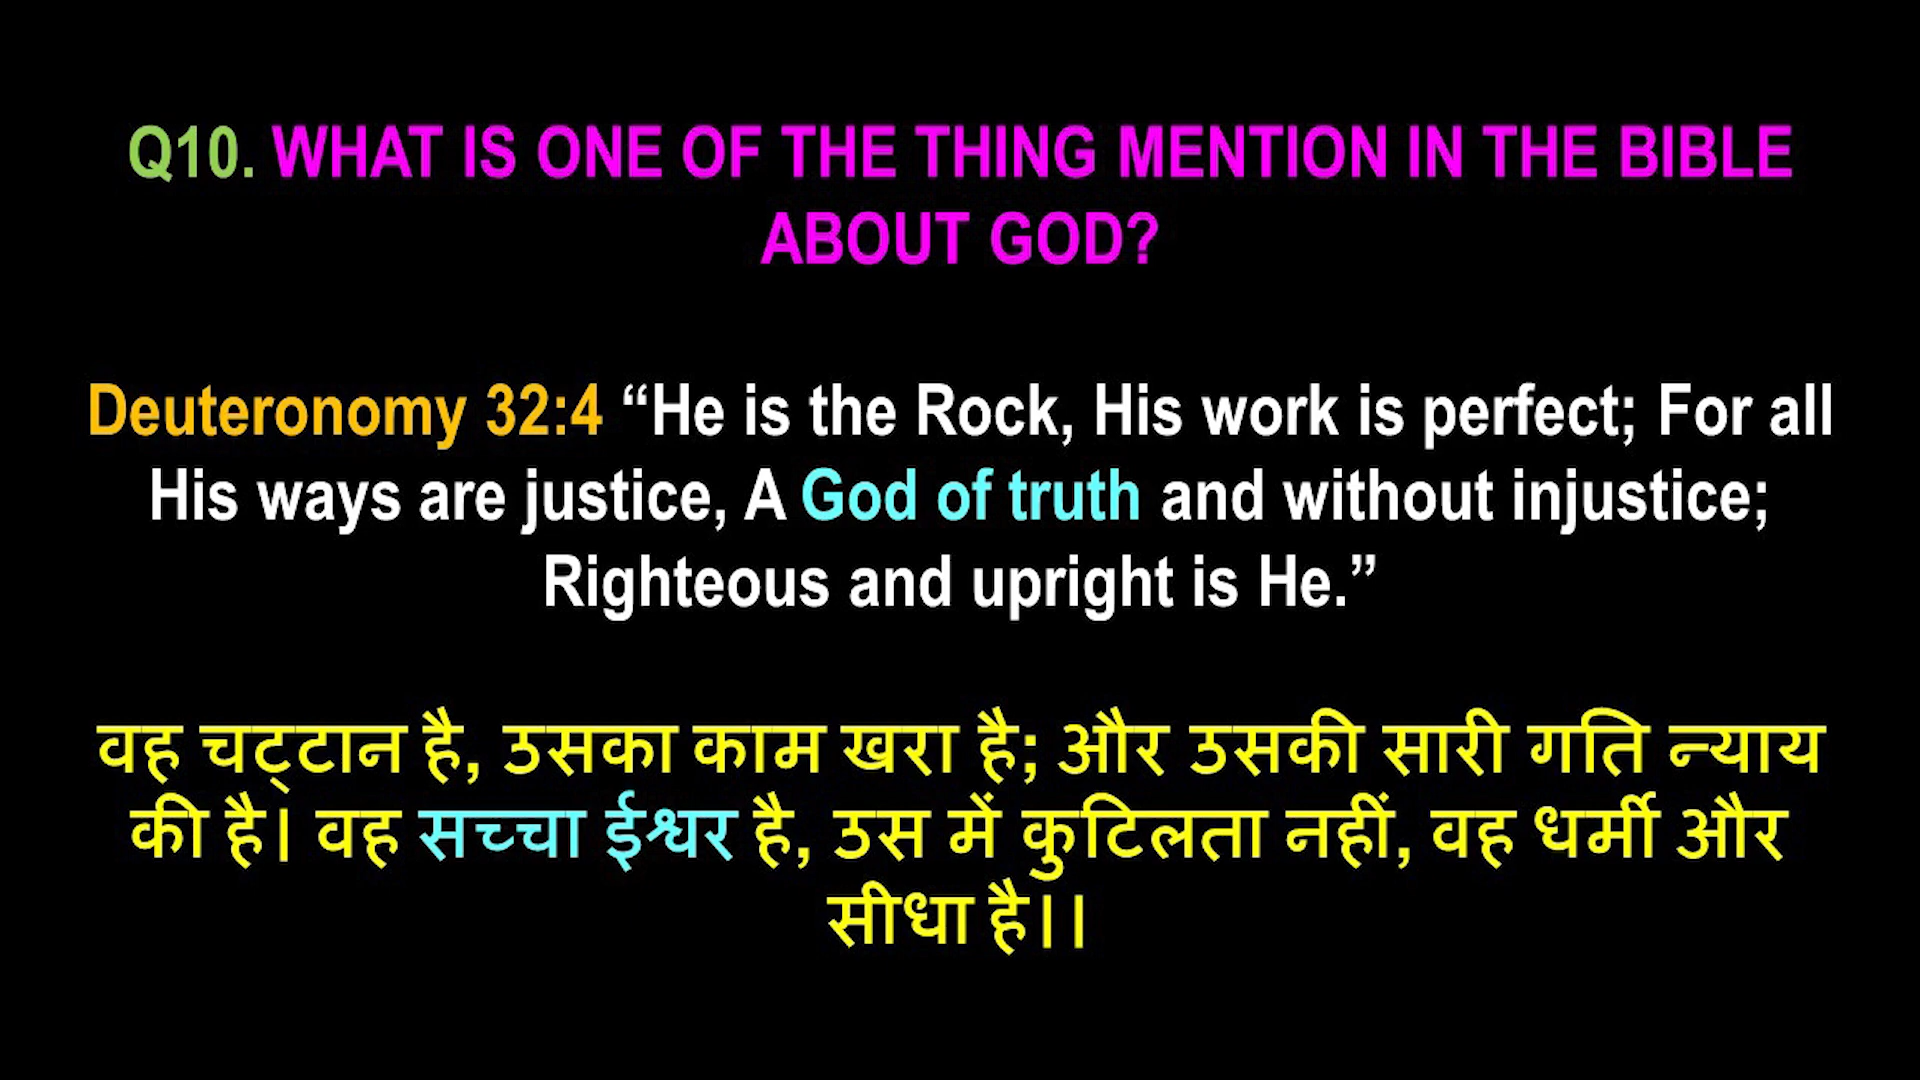 Q10. WHAT IS ONE OF THE THING MENTION IN THE BIBLE
ABOUT GOD?
Deuteronomy 32:4 “He is the Rock, His work is perfect; For all
His ways are justice, A God of truth and without injustice;
Righteous and upright is He.”
वह चट्टान है, उसका काम खरा है; और उसकी सारी गति न्याय
की है। वह सच्चा ईश्वर है, उस में कुटिलता नहीं, वह धर्मी और
सीधा है।।